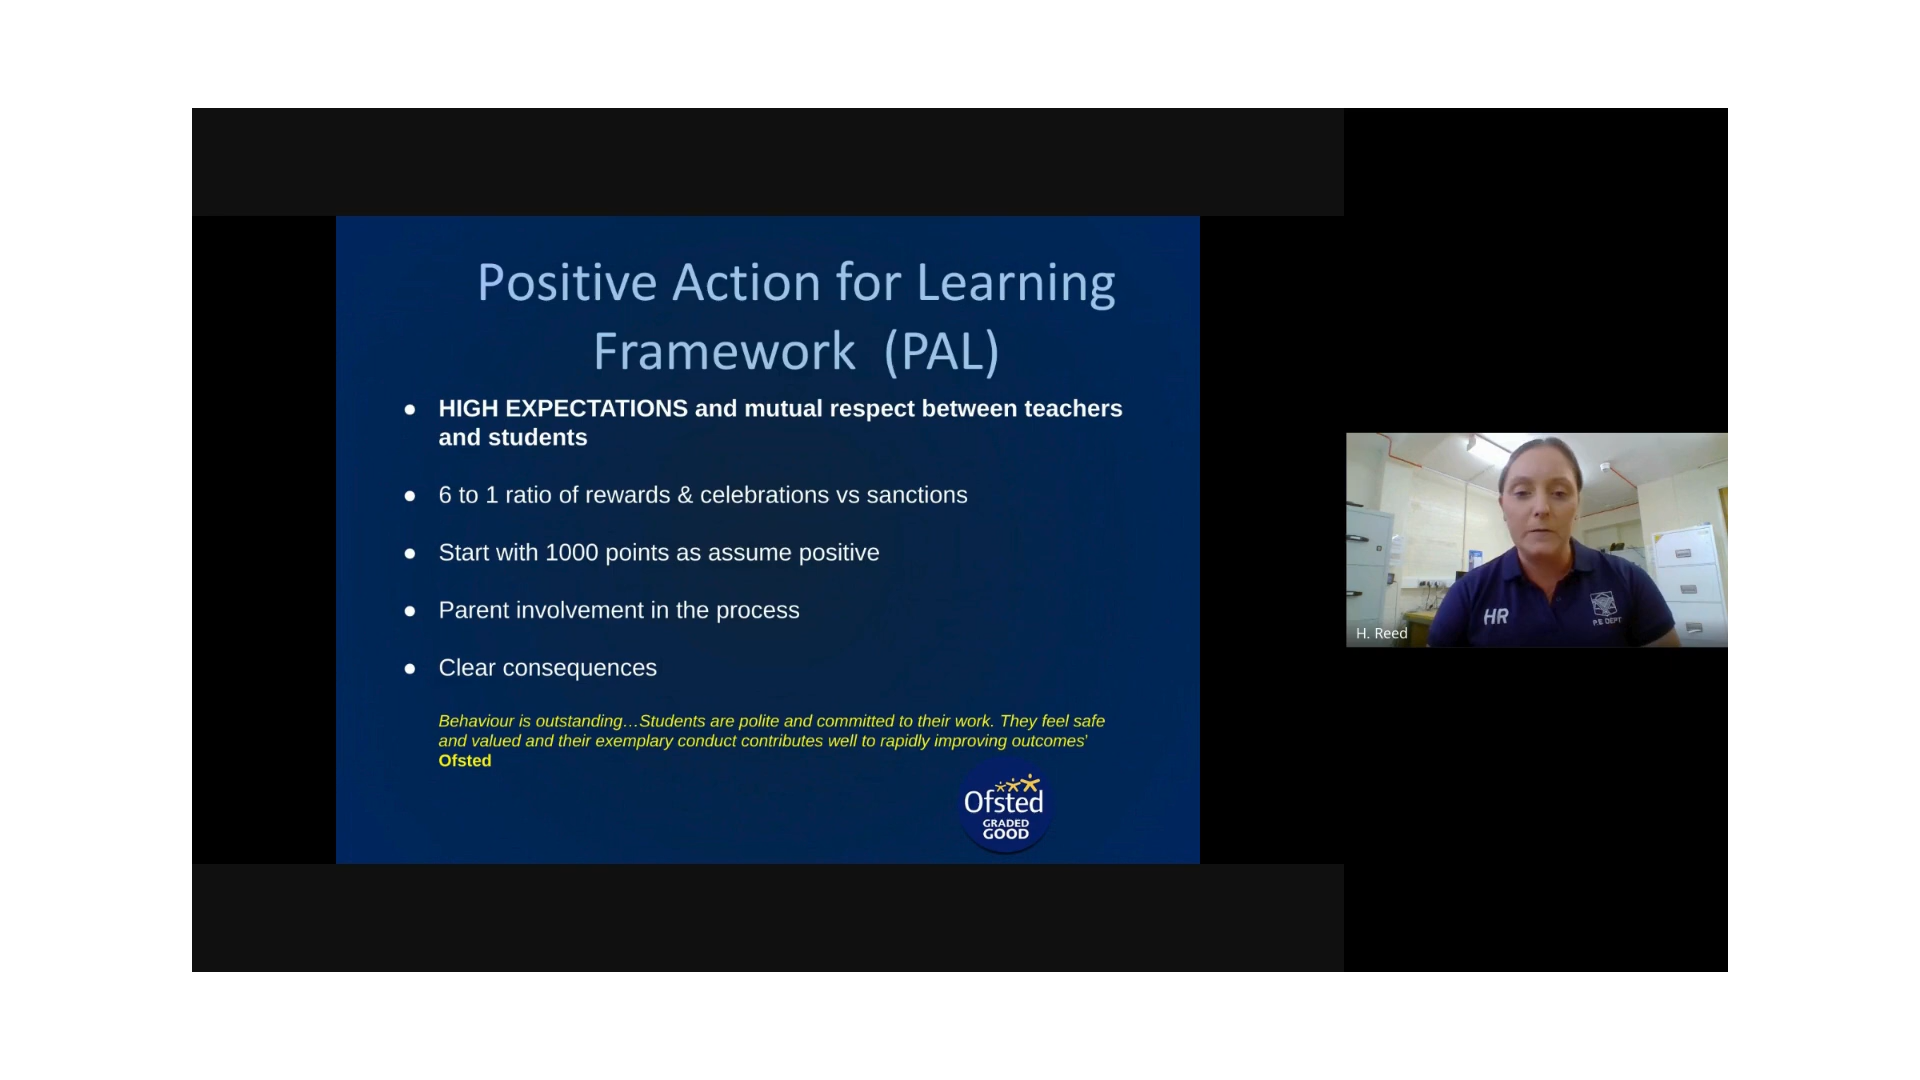 Positive Action for Learning
Framework (PAL)
● HIGH EXPECTATIONS and mutual respect between teachers
and students
● 6 to 1 ratio of rewards & celebrations vs sanctions
● Start with 1000 points as assume positive
● Parent involvement in the process
● Clear consequences
Behaviour is outstanding…Students are polite and committed to their work. They feel safe
and valued and their exemplary conduct contributes well to rapidly improving outcomes'
Ofsted
Ofsted
GRADED
GOOD
HR
P.E DEPT
H. Reed